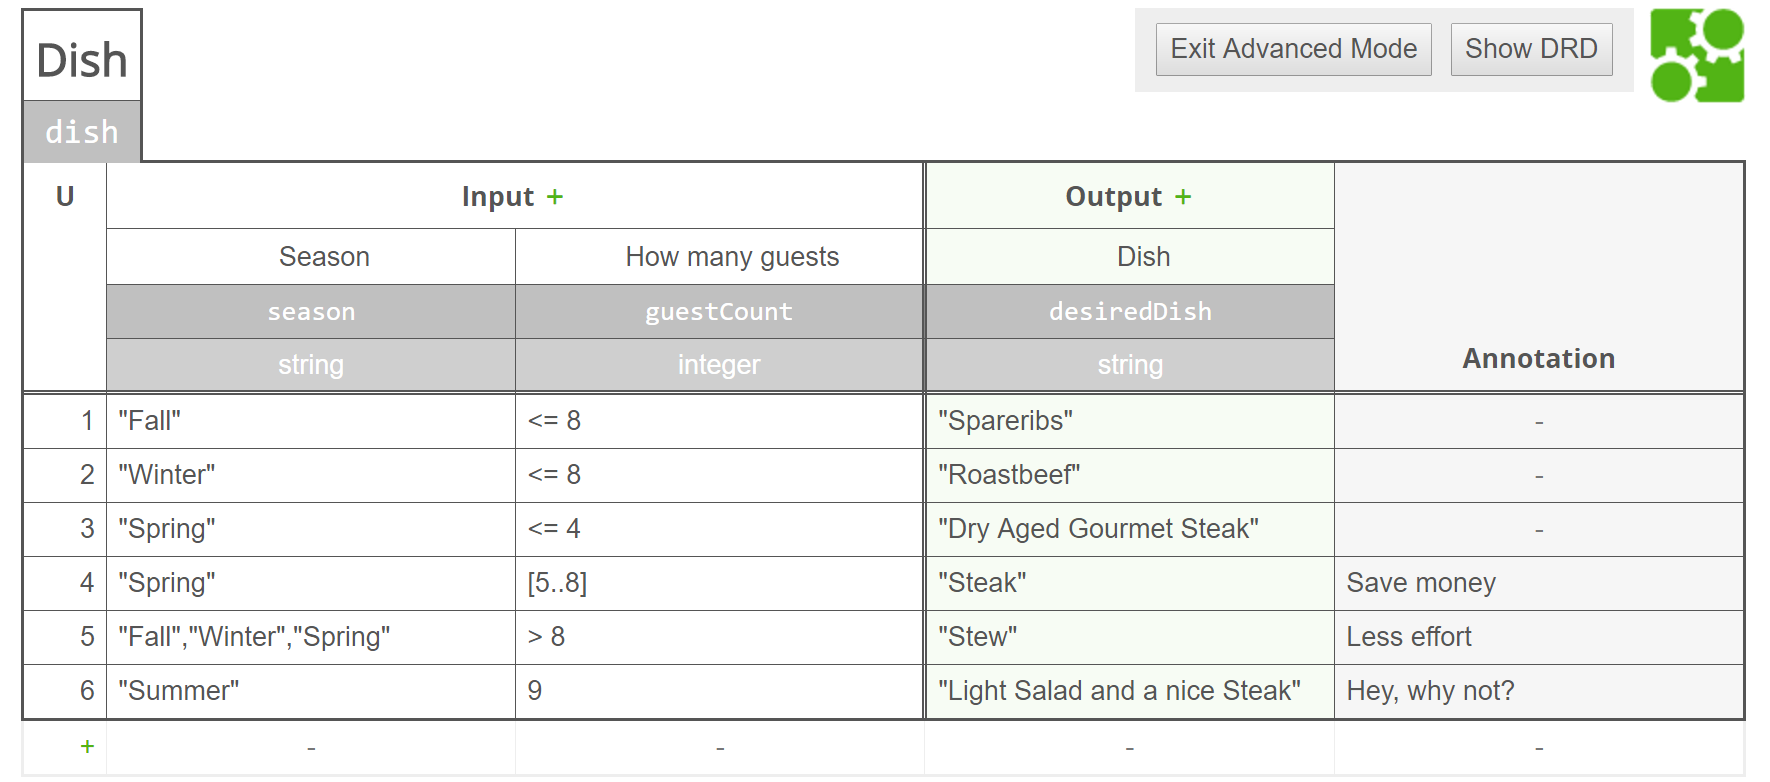 Dish
Exit Advanced Mode Show DRD
dish
U Input + Output +
Season How many guests Dish
season guestCount desiredDish
string integer string Annotation
1 "Fall" <= 8 "Spareribs" -
2 "Winter" <= 8 "Roastbeef" -
3 "Spring" <= 4 "Dry Aged Gourmet Steak" -
4 "Spring" [5..8] "Steak" Save money
5 "Fall","Winter","Spring" > 8 "Stew" Less effort
6 "Summer" 9 "Light Salad and a nice Steak" Hey, why not?
+ - - - -